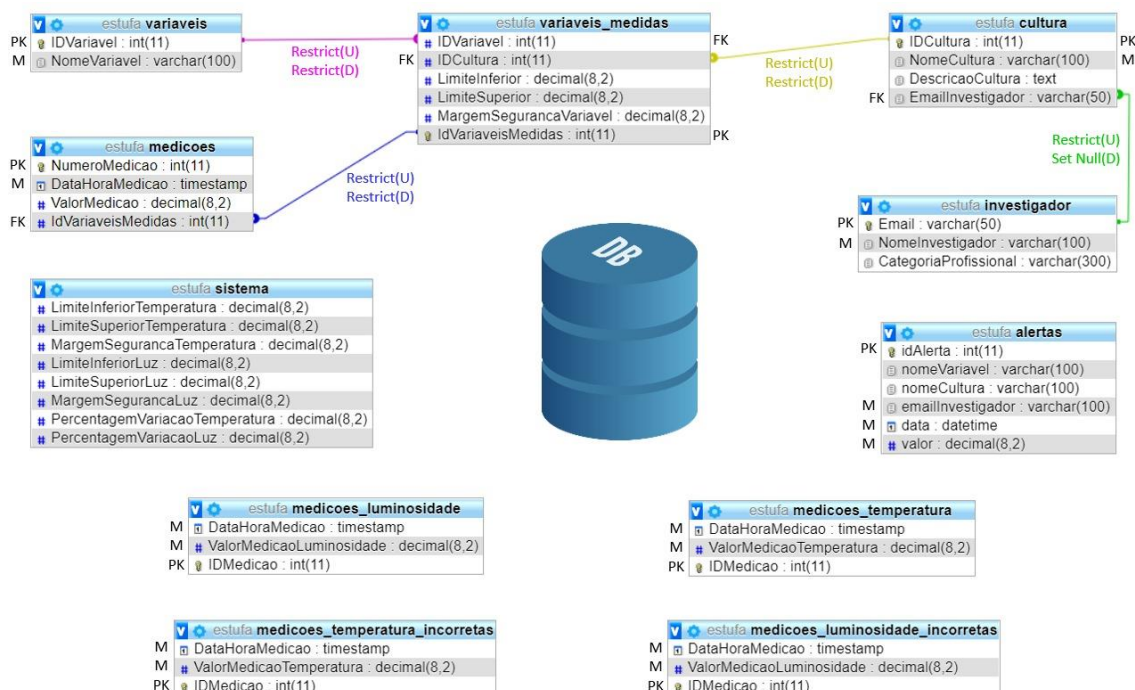 estufa variaveis
PK IDVariavel : int(11)
M NomeVariavel : varchar(100)
Restrict(U)
Restrict(D)
estufa variaveis_medidas
IDVariavel : int(11) FK
FK IDCultura : int(11)
LimiteInferior : decimal(8,2)
LimiteSuperior : decimal(8,2)
MargemSegurancaVariavel : decimal(8,2)
IdVariaveisMedidas : int(11) PK
Restrict(U)
Restrict(D)
estufa cultura
IDCultura : int(11) PK
NomeCultura : varchar(100) M
DescricaoCultura : text
FK EmailInvestigador : varchar(50)
Restrict(U)
Set Null(D)
estufa medicoes
PK NumeroMedicao : int(11)
M DataHoraMedicao : timestamp
ValorMedicao : decimal(8,2)
FK IdVariaveisMedidas : int(11)
Restrict(U)
Restrict(D)
estufa investigador
PK Email : varchar(50)
M NomeInvestigador : varchar(100)
CategoriaProfissional : varchar(300)
DB
estufa sistema
LimiteInferiorTemperatura : decimal(8,2)
LimiteSuperiorTemperatura : decimal(8,2)
MargemSegurancaTemperatura : decimal(8,2)
LimiteInferiorLuz : decimal(8,2)
LimiteSuperiorLuz : decimal(8,2)
MargemSegurancaLuz : decimal(8,2)
PercentagemVariacaoTemperatura : decimal(8,2)
PercentagemVariacaoLuz : decimal(8,2)
estufa alertas
PK idAlerta : int(11)
nomeVariavel : varchar(100)
nomeCultura : varchar(100)
M emailInvestigador : varchar(100)
M data : datetime
M valor : decimal(8,2)
estufa medicoes_luminosidade
M DataHoraMedicao : timestamp
M ValorMedicaoLuminosidade : decimal(8,2)
PK IDMedicao : int(11)
estufa medicoes_temperatura
M DataHoraMedicao : timestamp
M ValorMedicaoTemperatura : decimal(8,2)
PK IDMedicao : int(11)
estufa medicoes_temperatura_incorretas
M DataHoraMedicao : timestamp
M ValorMedicaoTemperatura : decimal(8,2)
PK IDMedicao : int(11)
estufa medicoes_luminosidade_incorretas
M DataHoraMedicao : timestamp
M ValorMedicaoLuminosidade : decimal(8,2)
PK IDMedicao : int(11)